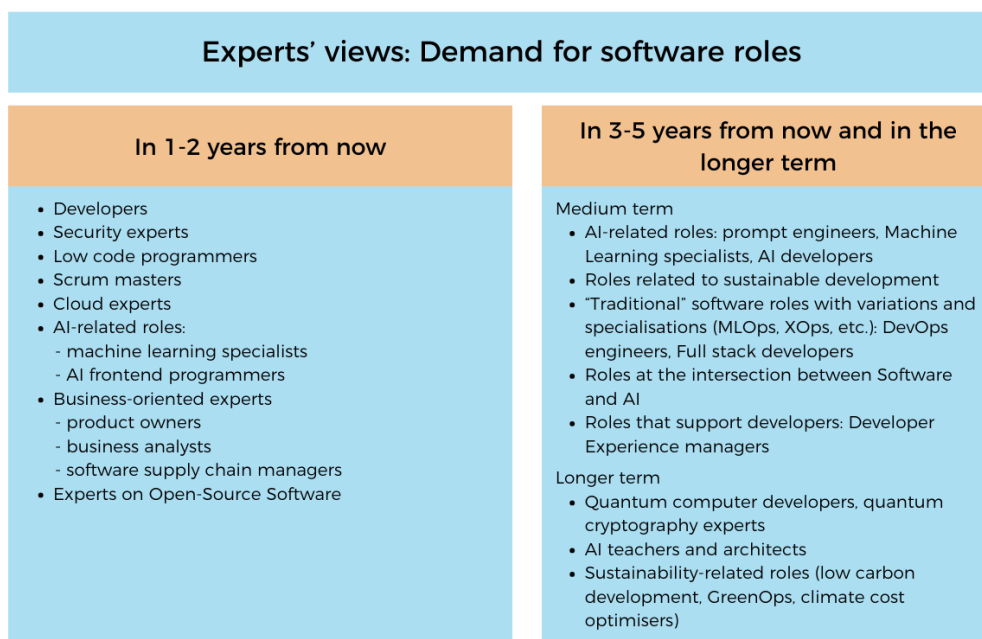 Experts’ views: Demand for software roles
In 1-2 years from now
• Developers
• Security experts
• Low code programmers
• Scrum masters
• Cloud experts
• AI-related roles:
- machine learning specialists
- AI frontend programmers
• Business-oriented experts
- product owners
- business analysts
- software supply chain managers
• Experts on Open-Source Software
In 3-5 years from now and in the
longer term
Medium term
• AI-related roles: prompt engineers, Machine
Learning specialists, AI developers
• Roles related to sustainable development
• “Traditional” software roles with variations and
specialisations (MLOps, XOps, etc.): DevOps
engineers, Full stack developers
• Roles at the intersection between Software
and AI
• Roles that support developers: Developer
Experience managers
Longer term
• Quantum computer developers, quantum
cryptography experts
• AI teachers and architects
• Sustainability-related roles (low carbon
development, GreenOps, climate cost
optimisers)